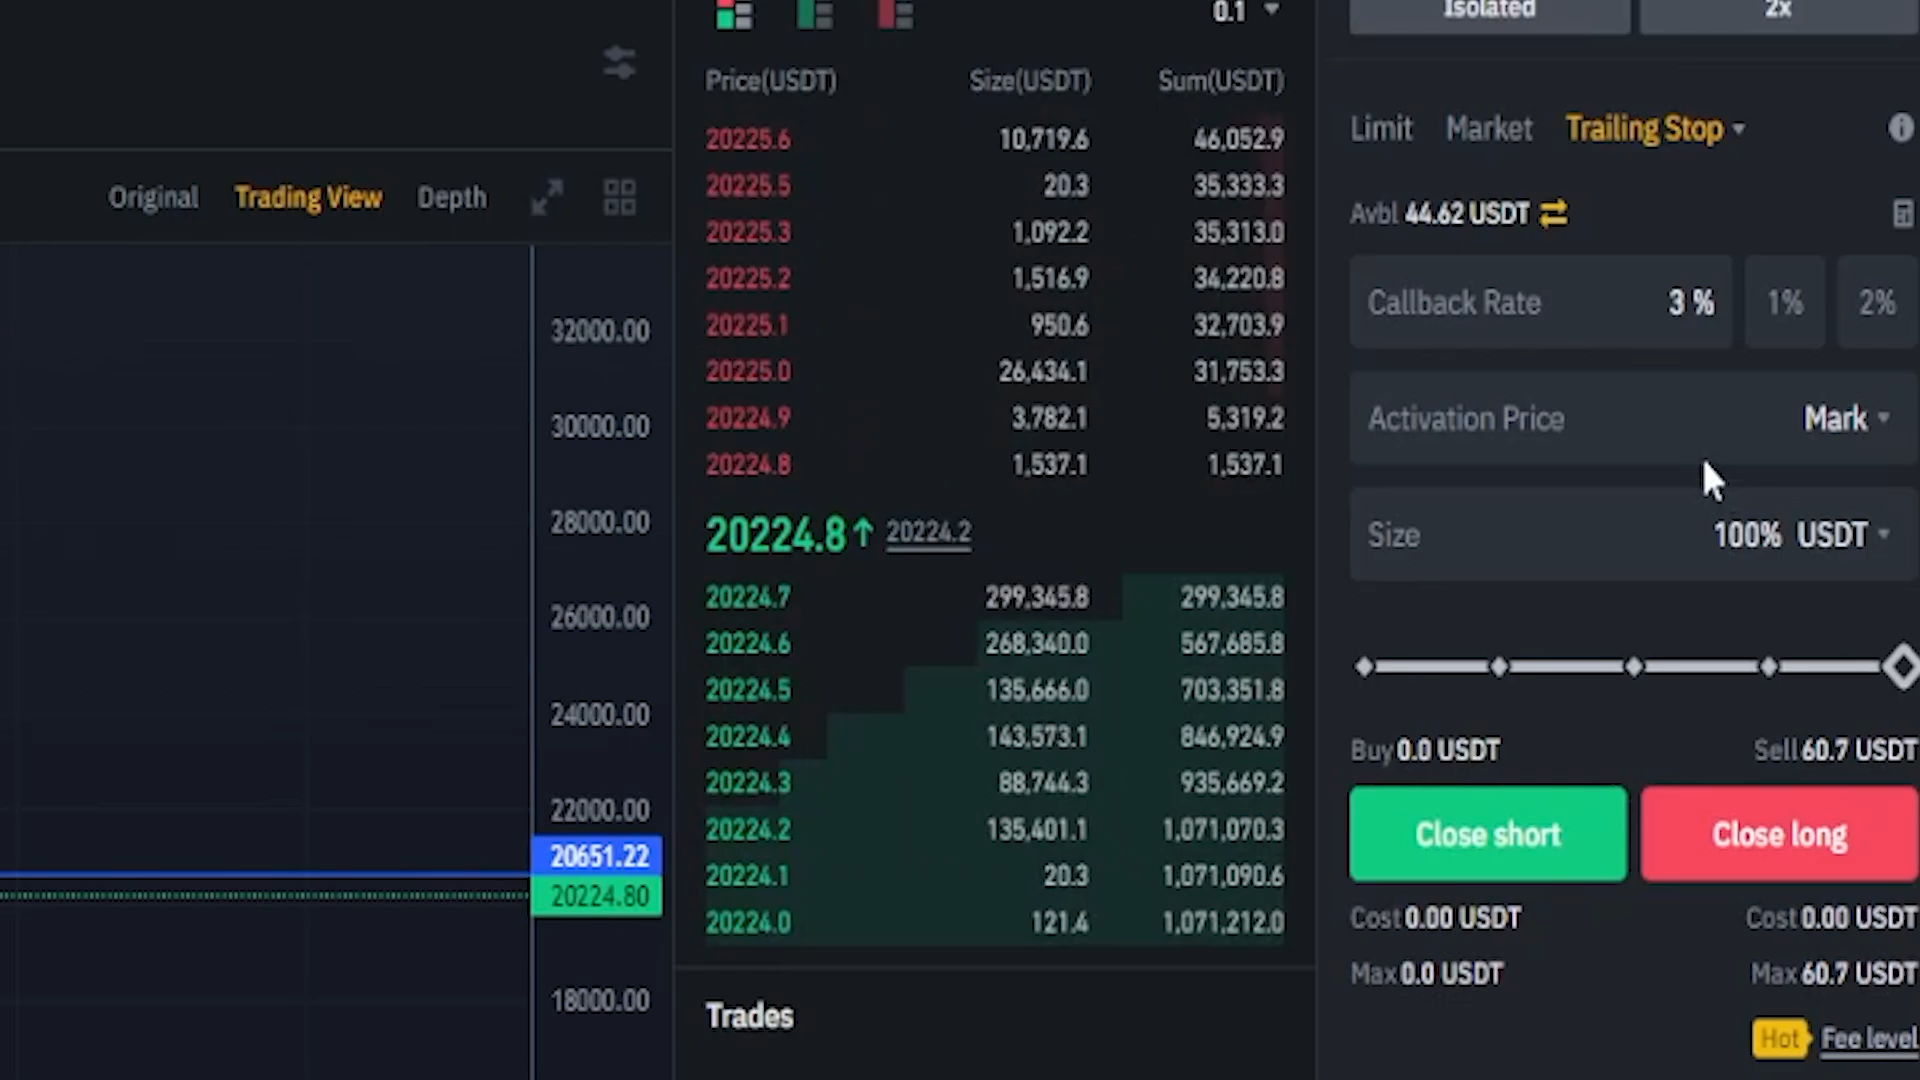 Original Trading View Depth
32000.00
30000.00
28000.00
26000.00
24000.00
22000.00
20651.22
20224.80
18000.00
0.1
Price(USDT) Size(USDT) Sum(USDT)
20225.6 10,719.6 46,052.9
20225.5 20.3 35,333.3
20225.3 1,092.2 35,313.0
20225.2 1,516.9 34,220.8
20225.1 950.6 32,703.9
20225.0 26,434.1 31,753.3
20224.9 3,782.1 5,319.2
20224.8 1,537.1 1,537.1
20224.8↑ 20224.2
20224.7 299,345.8 299,345.8
20224.6 268,340.0 567,685.8
20224.5 135,666.0 703,351.8
20224.4 143,573.1 846,924.9
20224.3 88,744.3 935,669.2
20224.2 135,401.1 1,071,070.3
20224.1 20.3 1,071,090.6
20224.0 121.4 1,071,212.0
Trades
Isolated 2x
Limit Market Trailing Stop
Avbl 44.62 USDT
Callback Rate 3 % 1% 2%
Activation Price Mark
Size 100% USDT
Buy 0.0 USDT Sell 60.7 USDT
Close short Close long
Cost 0.00 USDT Cost 0.00 USDT
Max 0.0 USDT Max 60.7 USDT
Hot Fee level